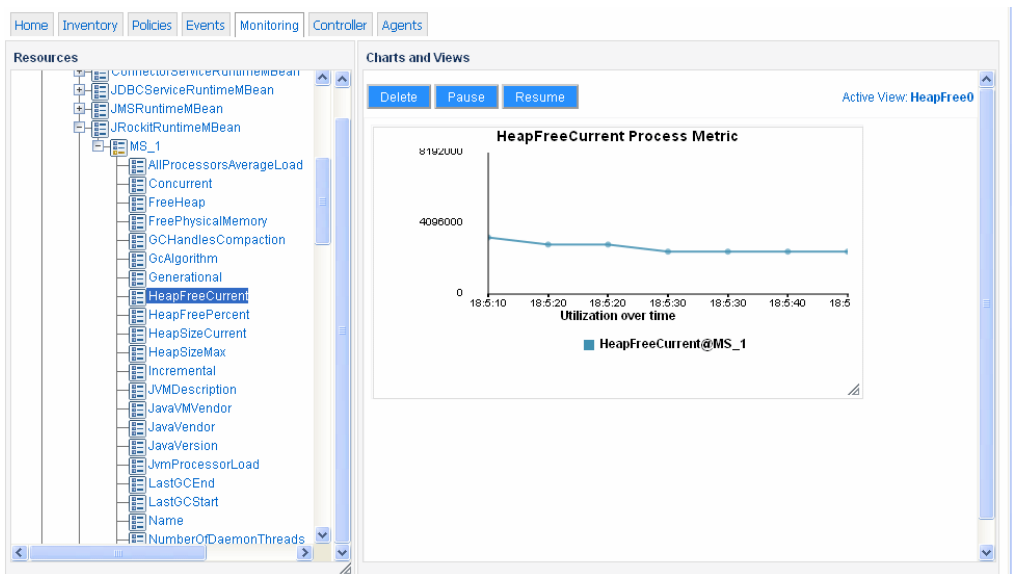 Home Inventory Policies Events Monitoring Controller Agents
Resources
ConnectorServiceRuntimeMBean
JDBCServiceRuntimeMBean
JMSRuntimeMBean
JRockitRuntimeMBean
MS_1
AllProcessorsAverageLoad
Concurrent
FreeHeap
FreePhysicalMemory
GCHandlesCompaction
GcAlgorithm
Generational
HeapFreeCurrent
HeapFreePercent
HeapSizeCurrent
HeapSizeMax
Incremental
JVMDescription
JavaVMVendor
JavaVendor
JavaVersion
JvmProcessorLoad
LastGCEnd
LastGCStart
Name
NumberOfDaemonThreads
Charts and Views
Delete Pause Resume Active View: HeapFree0
HeapFreeCurrent Process Metric
8192000
4096000
0
18:5:10 18:5:20 18:5:20 18:5:30 18:5:30 18:5:40 18:5
Utilization over time
HeapFreeCurrent@MS_1